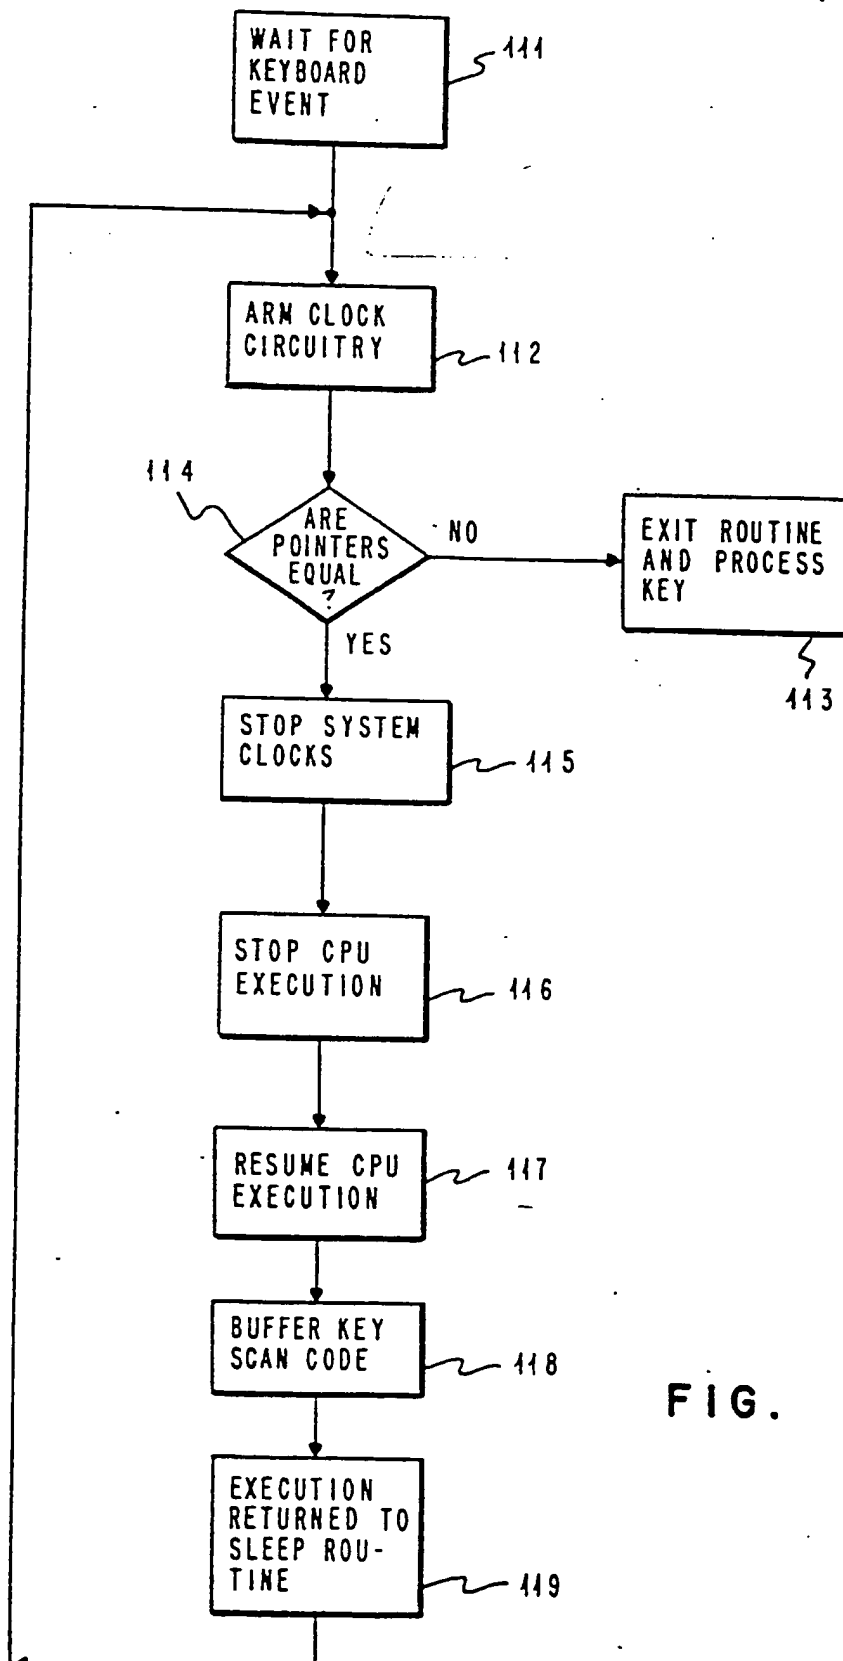 WAIT FOR
KEYBOARD
EVENT
111
ARM CLOCK
CIRCUITRY
112
114
ARE
POINTERS
EQUAL
?
NO
EXIT ROUTINE
AND PROCESS
KEY
113
YES
STOP SYSTEM
CLOCKS
115
STOP CPU
EXECUTION
116
RESUME CPU
EXECUTION
117
BUFFER KEY
SCAN CODE
118
FIG.
EXECUTION
RETURNED TO
SLEEP ROU-
TINE
119